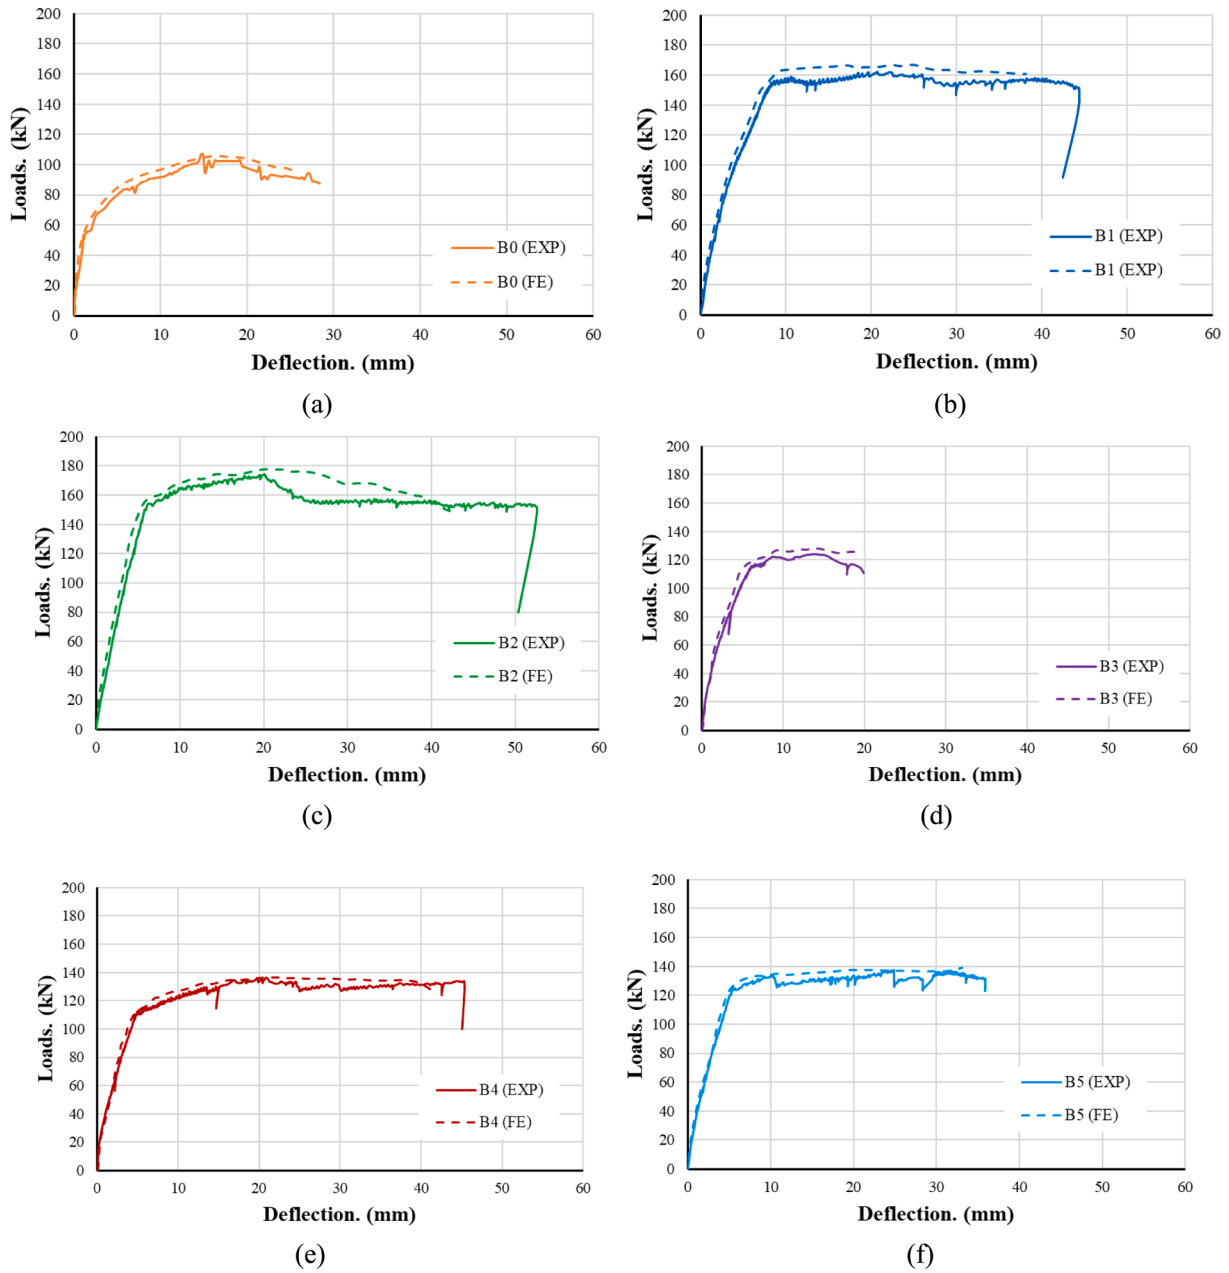 200
180
160
140
120
100
80
60
40
20
0
Loads. (kN)
B0 (EXP)
B0 (FE)
0 10 20 30 40 50 60
Deflection. (mm)
(a)
200
180
160
140
120
100
80
60
40
20
0
Loads. (kN)
B1 (EXP)
B1 (EXP)
0 10 20 30 40 50 60
Deflection. (mm)
(b)
200
180
160
140
120
100
80
60
40
20
0
Loads. (kN)
B2 (EXP)
B2 (FE)
0 10 20 30 40 50 60
Deflection. (mm)
(c)
200
180
160
140
120
100
80
60
40
20
0
Loads. (kN)
B3 (EXP)
B3 (FE)
0 10 20 30 40 50 60
Deflection. (mm)
(d)
200
180
160
140
120
100
80
60
40
20
0
Loads. (kN)
B4 (EXP)
B4 (FE)
0 10 20 30 40 50 60
Deflection. (mm)
(e)
200
180
160
140
120
100
80
60
40
20
0
Loads. (kN)
B5 (EXP)
B5 (FE)
0 10 20 30 40 50 60
Deflection. (mm)
(f)